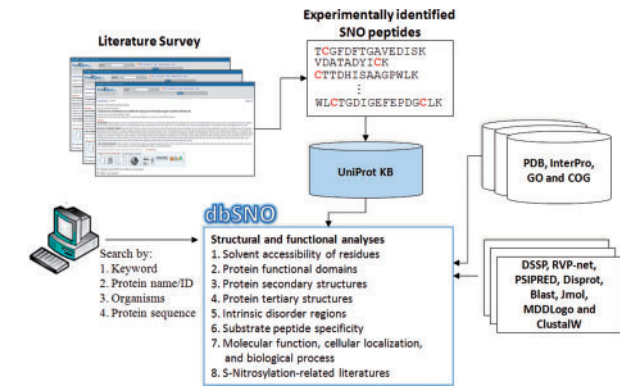 Literature Survey
Experimentally identified
SNO peptides
TCGFDFTGAVEDISK
VDATADYICK
CTTDHISAAGPWLK
⋮
WLCTGDIGEFEPDGCLK
UniProt KB
PDB, InterPro,
GO and COG
dbSNO
Search by:
1. Keyword
2. Protein name/ID
3. Organisms
4. Protein sequence
Structural and functional analyses
1. Solvent accessibility of residues
2. Protein functional domains
3. Protein secondary structures
4. Protein tertiary structures
5. Intrinsic disorder regions
6. Substrate peptide specificity
7. Molecular function, cellular localization,
and biological process
8. S-Nitrosylation-related literatures
DSSP, RVP-net,
PSIPRED, Disprot,
Blast, Jmol,
MDDLogo and
ClustalW